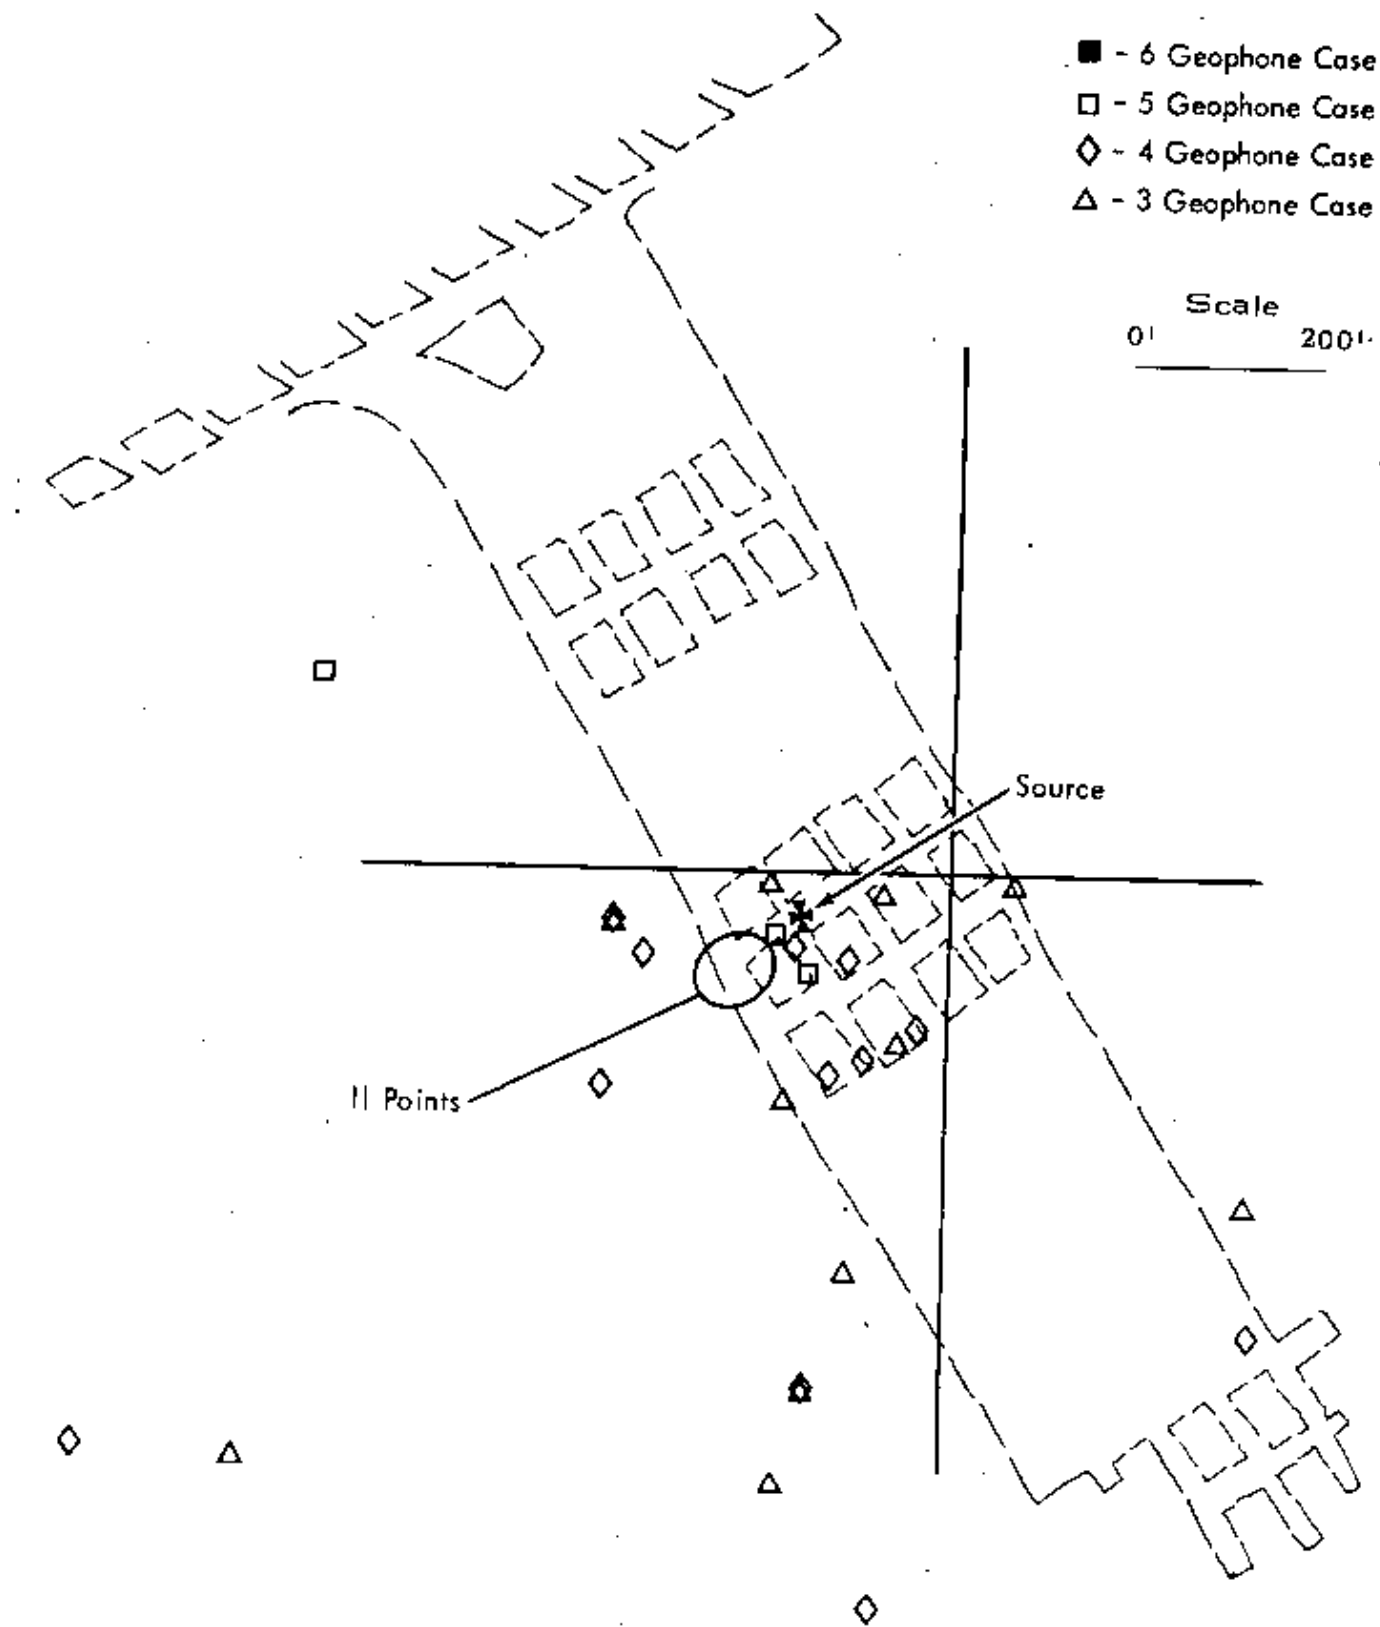 ■ - 6 Geophone Case
□ - 5 Geophone Case
◇ - 4 Geophone Case
△ - 3 Geophone Case
Scale
0' 200'
Source
11 Points